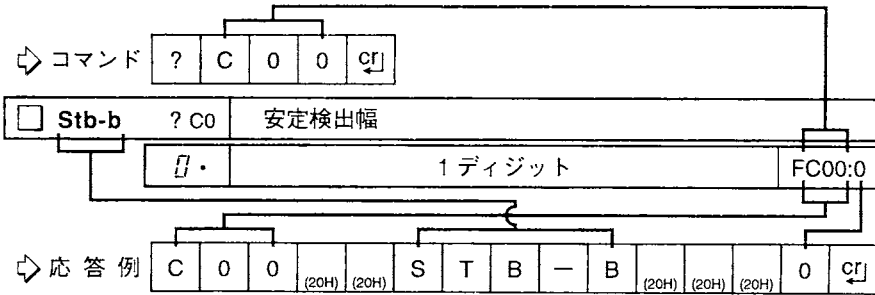 コマンド ? C 0 0 cr
Stb-b ? C0 安定検出幅
0 · 1 ディジット FC00:0
応答例 C 0 0 (20H) (20H) S T B — B (20H) (20H) (20H) 0 cr